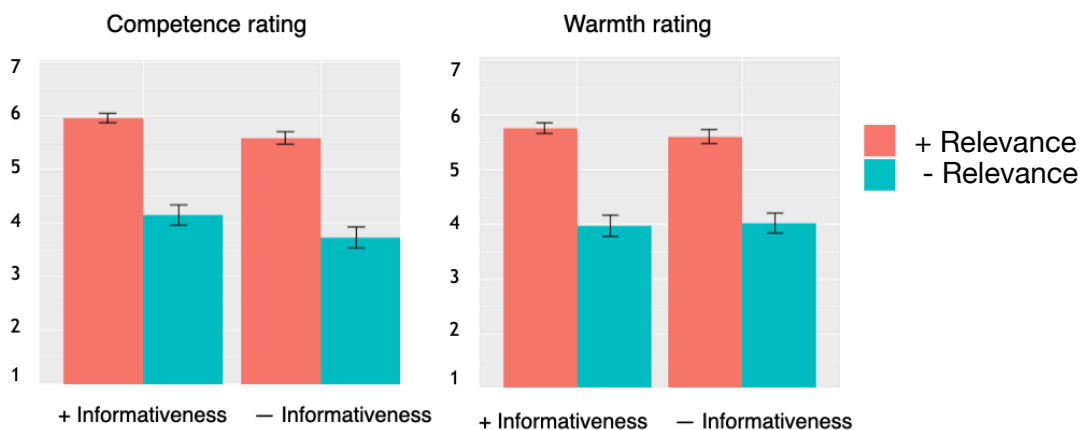 Competence rating
7
6
5
4
3
2
1
+ Informativeness
— Informativeness
Warmth rating
7
6
5
4
3
2
1
+ Informativeness
— Informativeness
+ Relevance
- Relevance